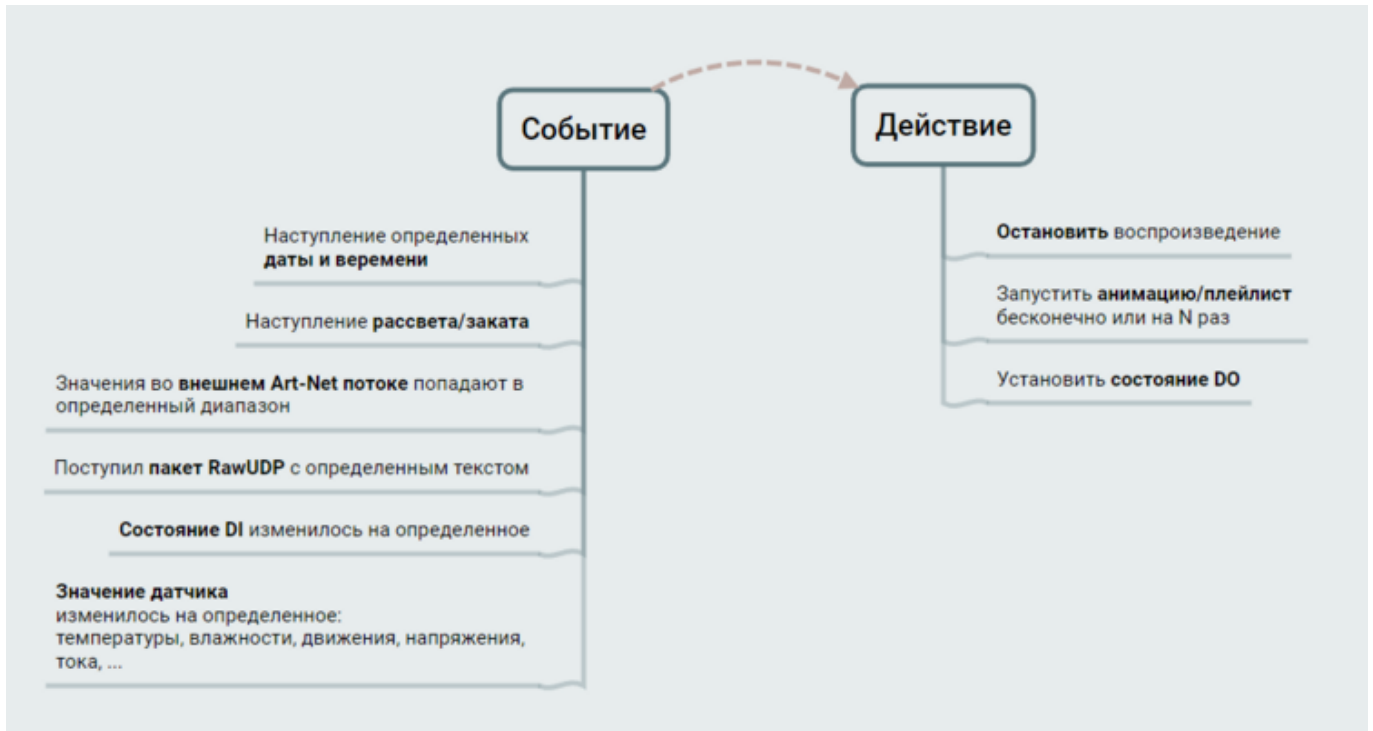 Событие
Действие
Наступление определенных
даты и веремени
Наступление рассвета/заката
Значения во внешнем Art-Net потоке попадают в
определенный диапазон
Поступил пакет RawUDP с определенным текстом
Состояние DI изменилось на определенное
Значение датчика
изменилось на определенное:
температуры, влажности, движения, напряжения,
тока, ...
Остановить воспроизведение
Запустить анимацию/плейлист
бесконечно или на N раз
Установить состояние DO